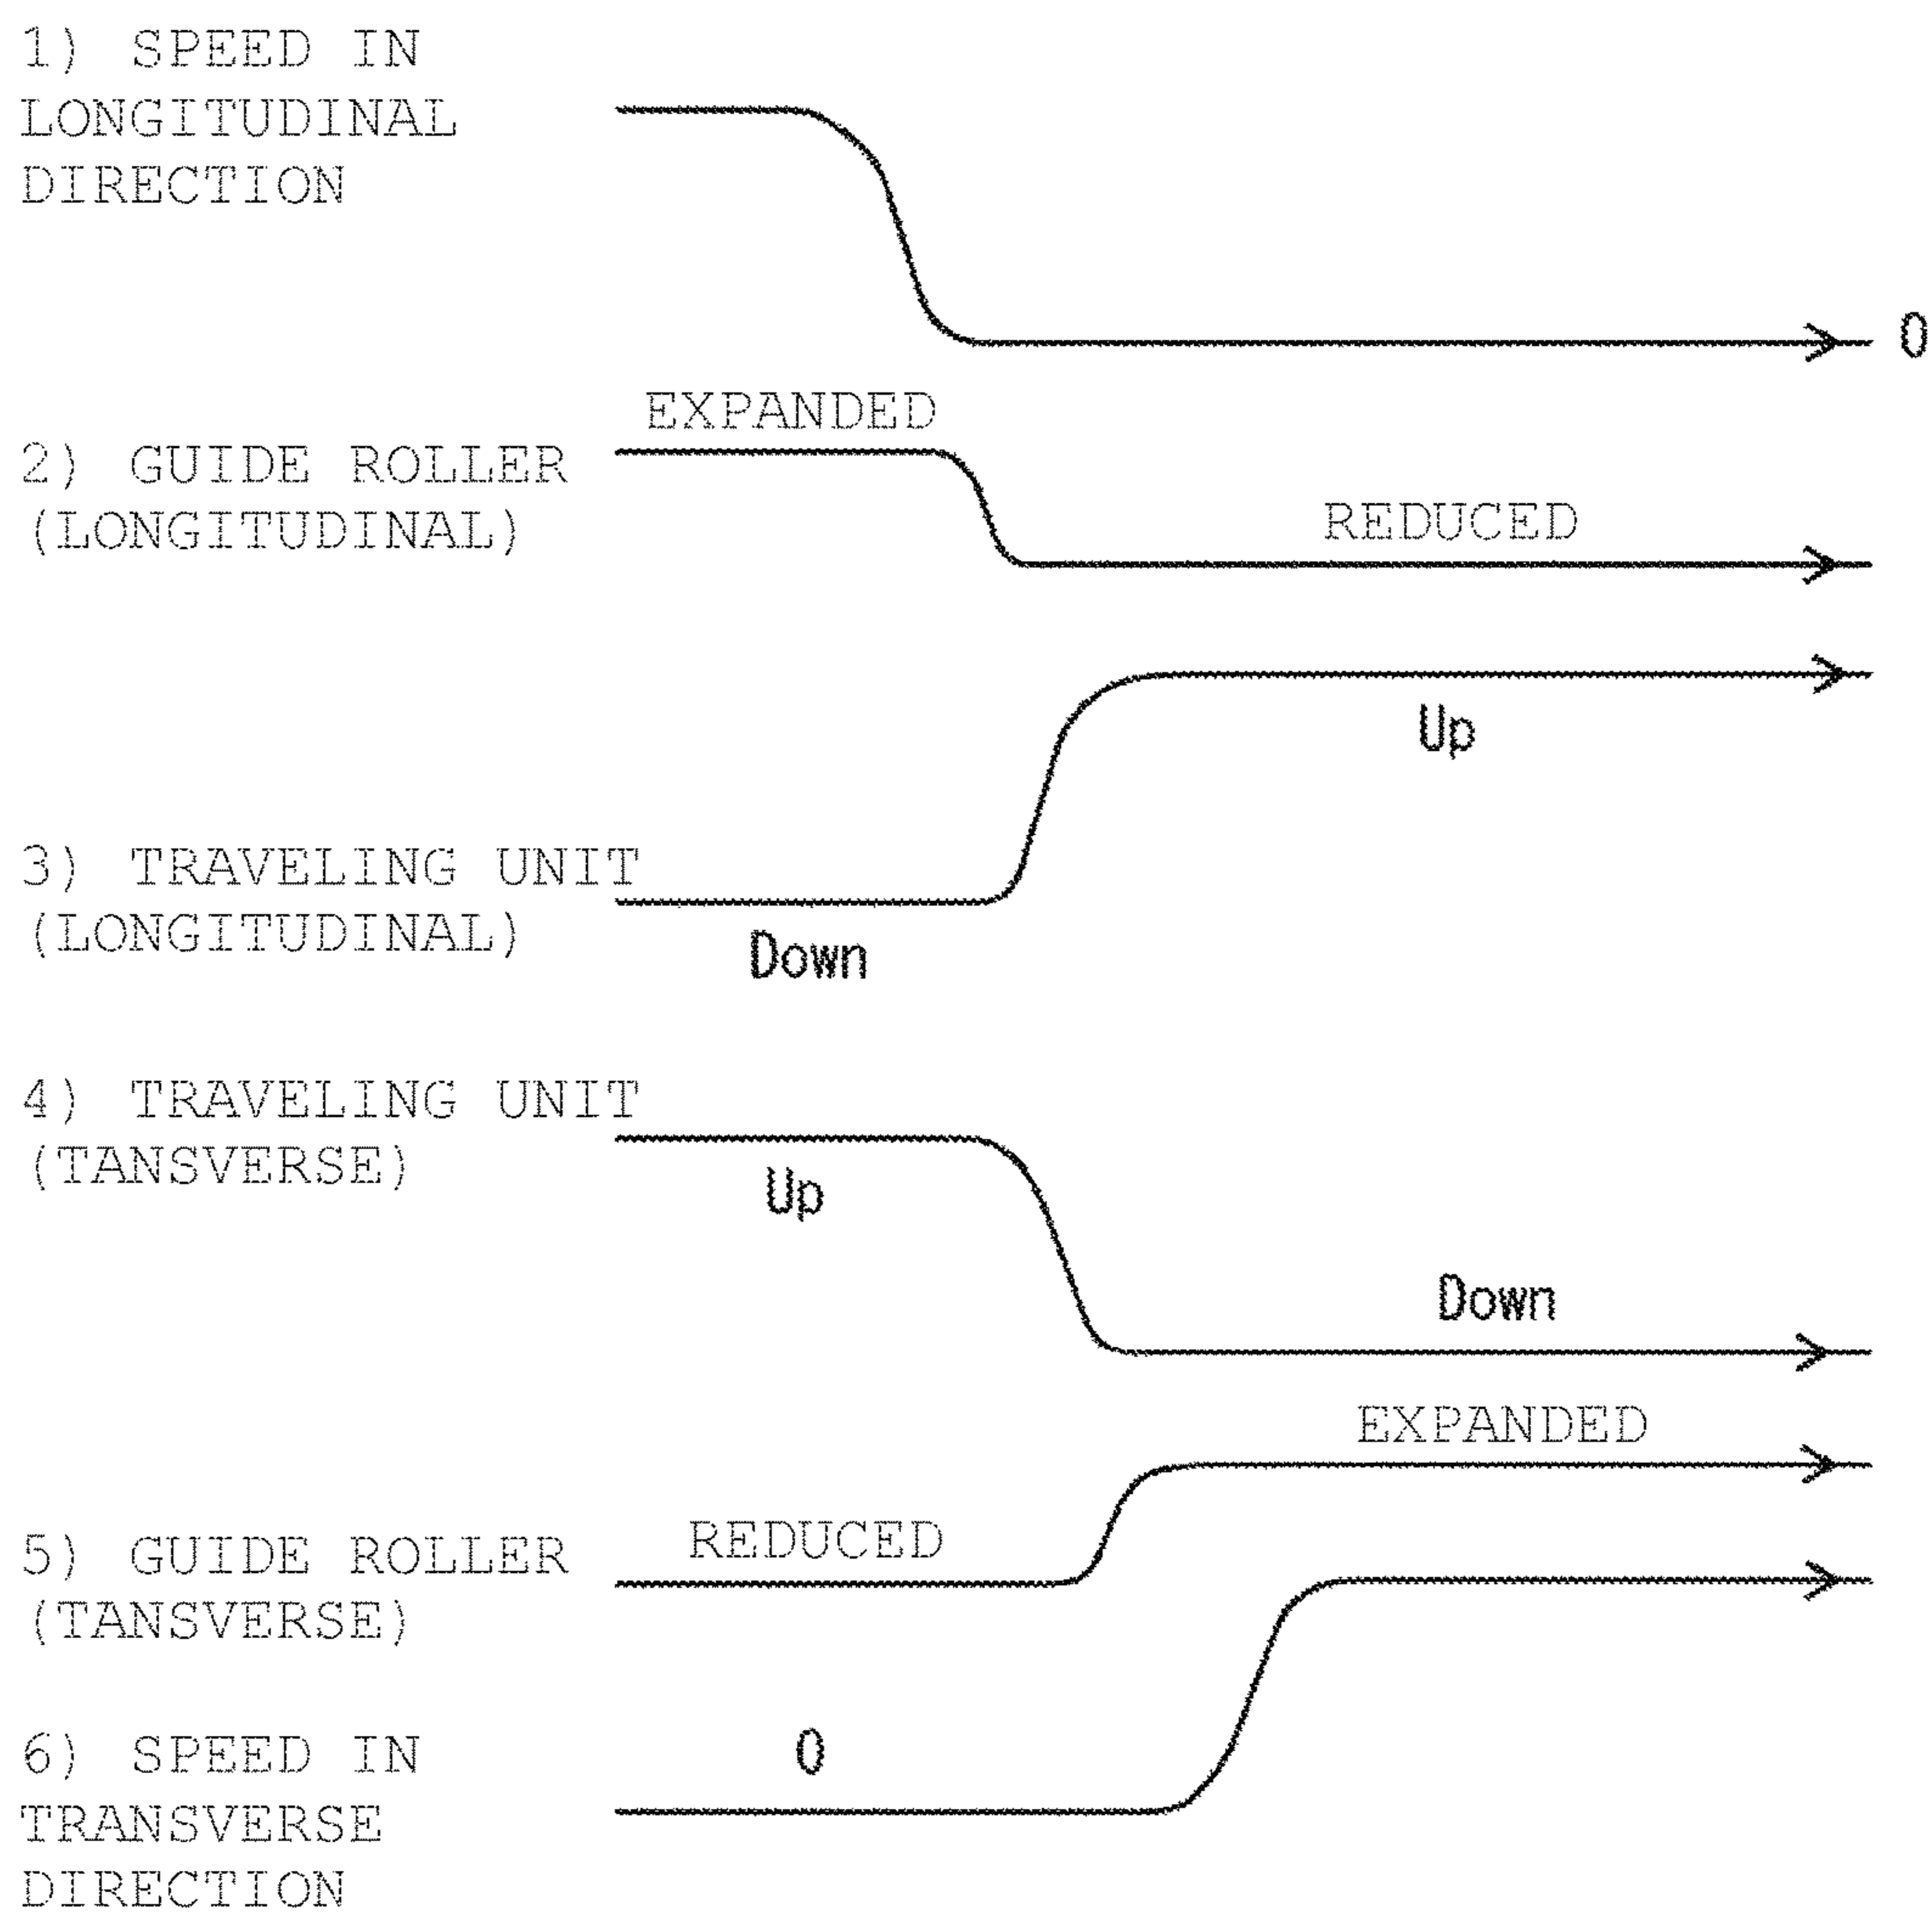 1) SPEED IN
LONGITUDINAL
DIRECTION
0
EXPANDED
2) GUIDE ROLLER
(LONGITUDINAL)
REDUCED
Up
3) TRAVELING UNIT
(LONGITUDINAL)
Down
4) TRAVELING UNIT
(TANSVERSE)
Up
Down
EXPANDED
5) GUIDE ROLLER
(TANSVERSE)
REDUCED
6) SPEED IN
TRANSVERSE
DIRECTION
0